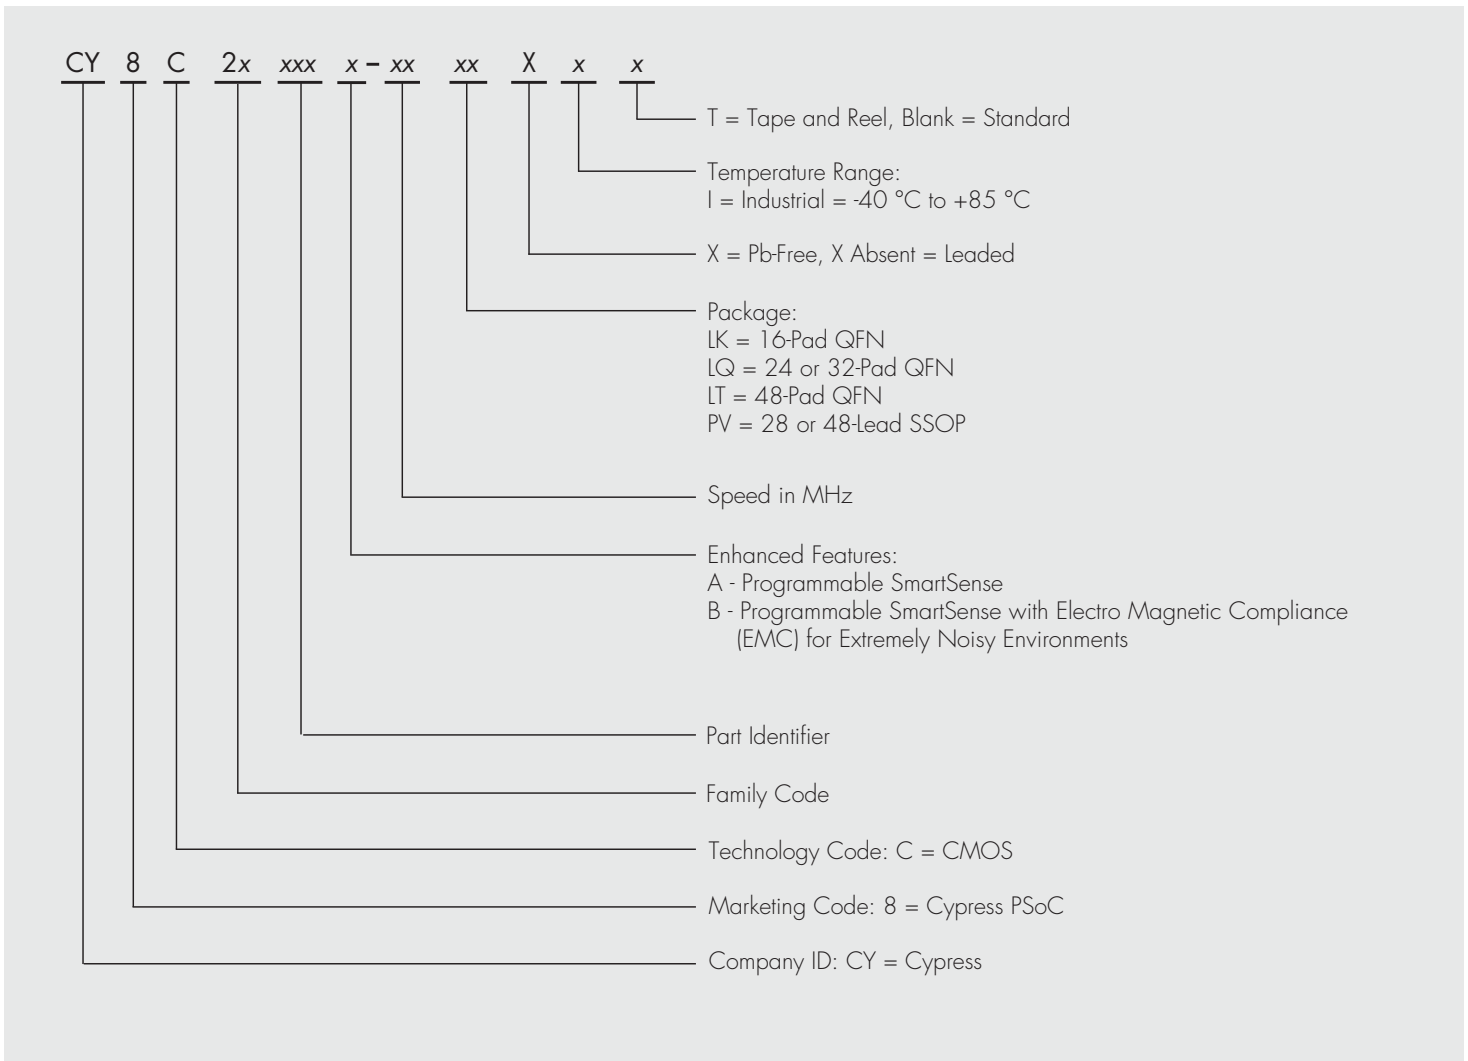 CY 8 C 2x xxx x – xx xx X x x
T = Tape and Reel, Blank = Standard
Temperature Range:
I = Industrial = -40 °C to +85 °C
X = Pb-Free, X Absent = Leaded
Package:
LK = 16-Pad QFN
LQ = 24 or 32-Pad QFN
LT = 48-Pad QFN
PV = 28 or 48-Lead SSOP
Speed in MHz
Enhanced Features:
A - Programmable SmartSense
B - Programmable SmartSense with Electro Magnetic Compliance
(EMC) for Extremely Noisy Environments
Part Identifier
Family Code
Technology Code: C = CMOS
Marketing Code: 8 = Cypress PSoC
Company ID: CY = Cypress